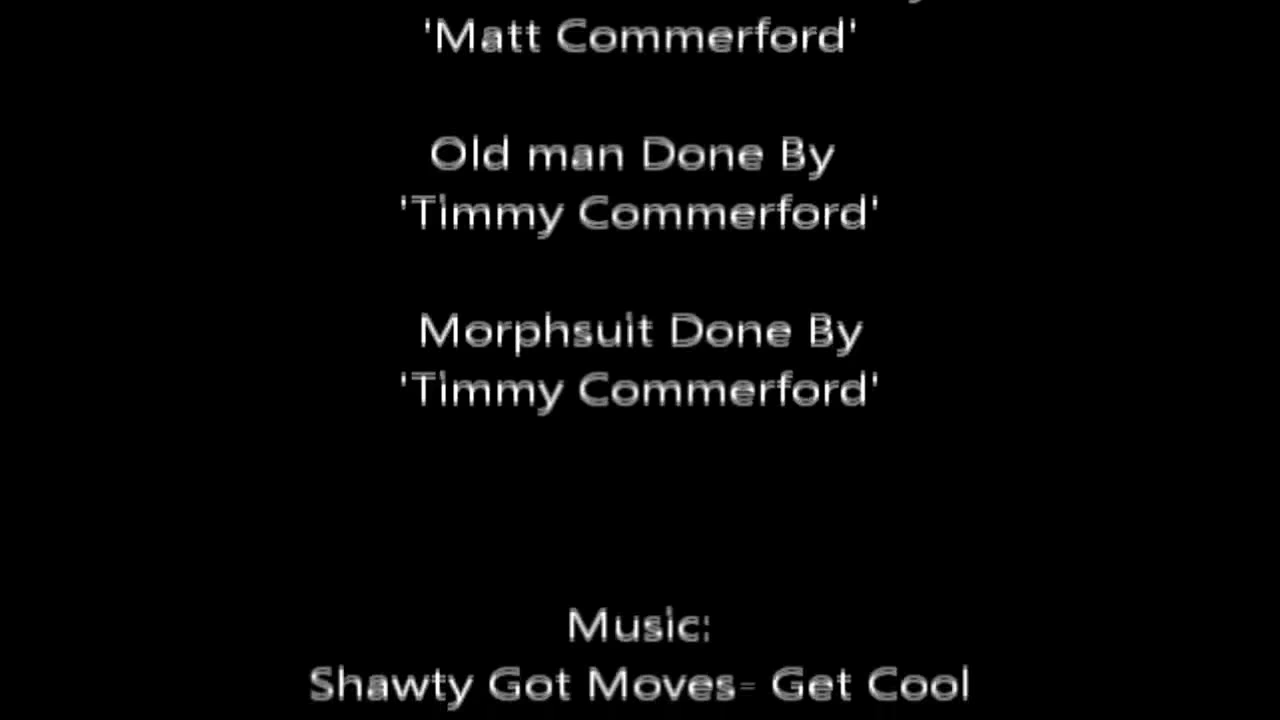 'Matt Commerford'
Old man Done By
'Timmy Commerford'
Morphsuit Done By
'Timmy Commerford'
Music:
Shawty Got Moves- Get Cool